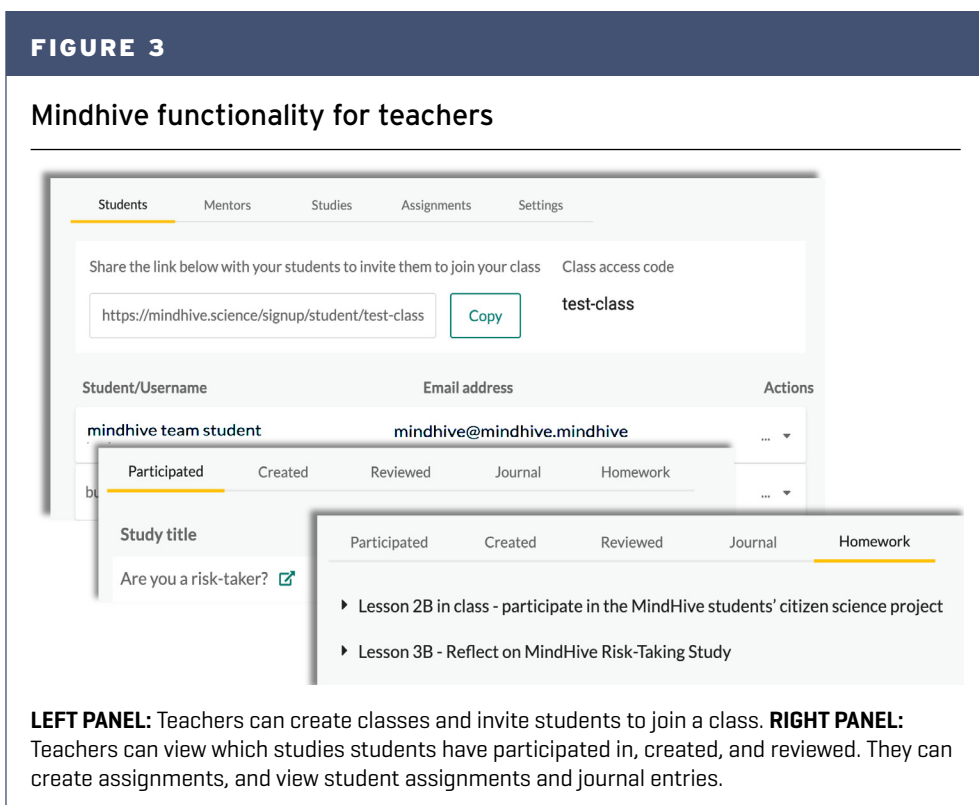 FIGURE 3
Mindhive functionality for teachers
Students Mentors Studies Assignments Settings
Share the link below with your students to invite them to join your class Class access code
https://mindhive.science/signup/student/test-class Copy test-class
Student/Username Email address Actions
mindhive team student mindhive@mindhive.mindhive ...
Participated Created Reviewed Journal Homework
bu ...
Study title
Are you a risk-taker?
Participated Created Reviewed Journal Homework
Lesson 2B in class - participate in the MindHive students' citizen science project
Lesson 3B - Reflect on MindHive Risk-Taking Study
LEFT PANEL: Teachers can create classes and invite students to join a class. RIGHT PANEL:
Teachers can view which studies students have participated in, created, and reviewed. They can
create assignments, and view student assignments and journal entries.